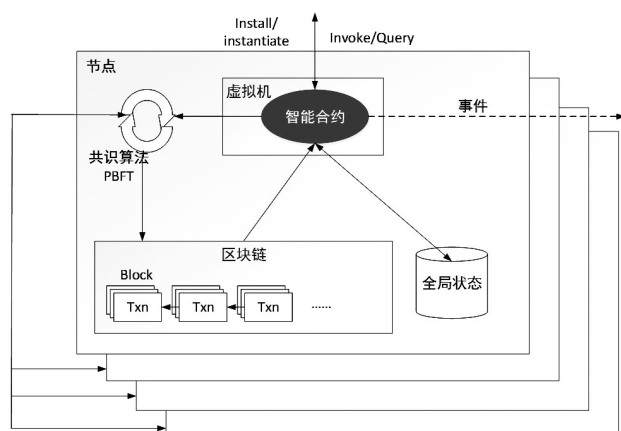 Install/
instantiate
Invoke/Query
节点
虚拟机
智能合约
事件
共识算法
PBFT
区块链
Block
Txn
Txn
Txn
……
全局状态